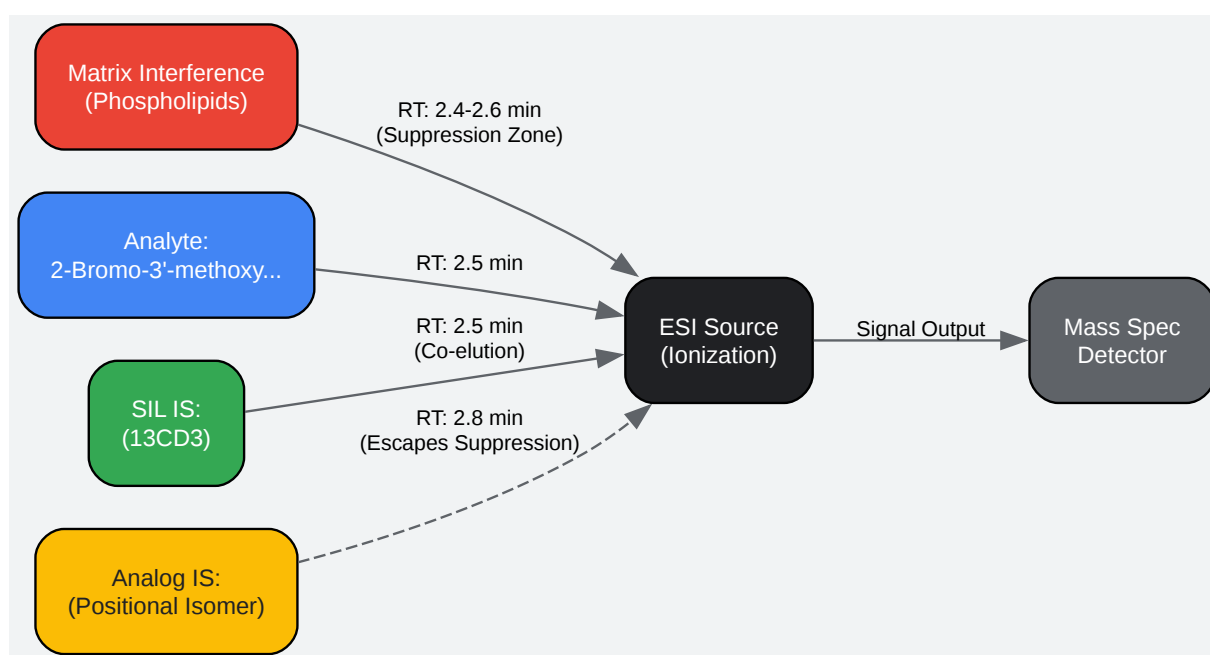 Matrix Interference
(Phospholipids)
RT: 2.4-2.6 min
(Suppression Zone)
Analyte:
2-Bromo-3'-methoxy...
RT: 2.5 min
RT: 2.5 min
(Co-elution)
SIL IS:
(13CD3)
RT: 2.8 min
(Escapes Suppression)
Analog IS:
(Positional Isomer)
ESI Source
(Ionization)
Signal Output
Mass Spec
Detector